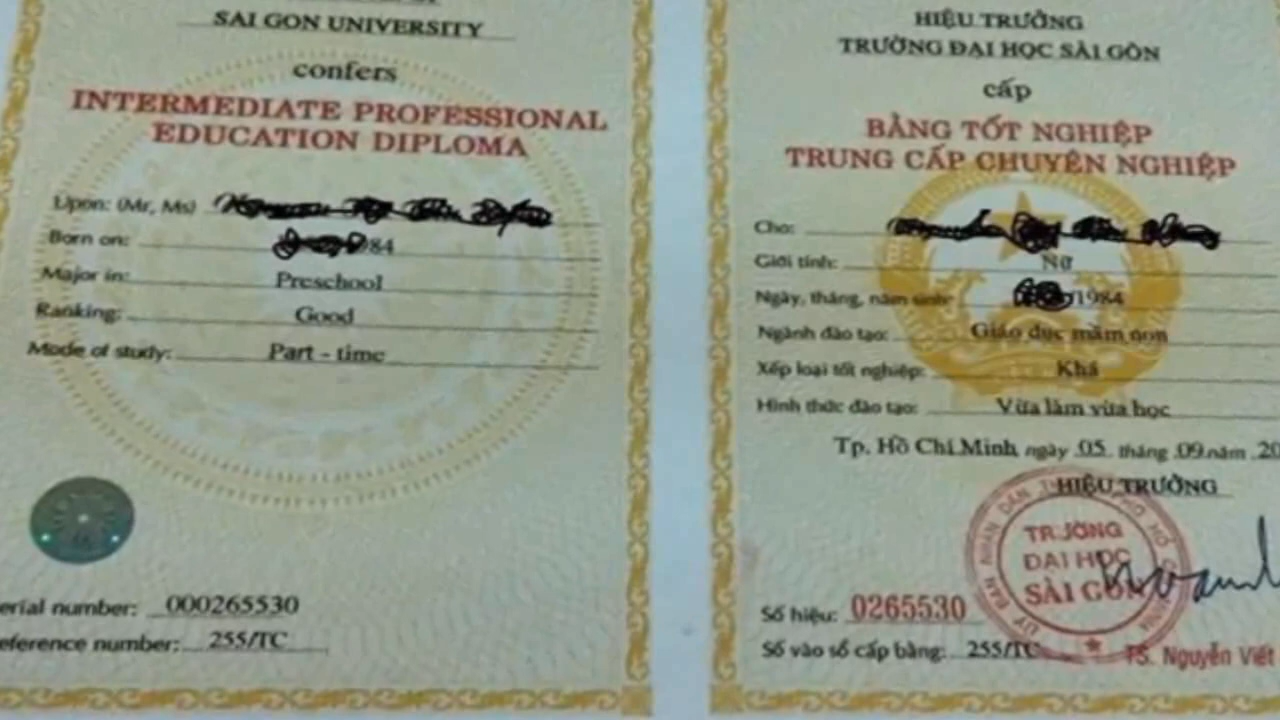 SAI GON UNIVERSITY
confers
INTERMEDIATE PROFESSIONAL
EDUCATION DIPLOMA
Upon: (Mr, Ms)
Born on: 84
Major in: Preschool
Ranking: Good
Mode of study: Part - time
erial number: 000265530
eference number: 255/TC
HIỆU TRƯỞNG
TRƯỜNG ĐẠI HỌC SÀI GÒN
cấp
BẰNG TỐT NGHIỆP
TRUNG CẤP CHUYÊN NGHIỆP
Cho:
Giới tính: Nữ
Ngày, tháng, năm sinh: /1984
Ngành đào tạo: Giáo dục mầm non
Xếp loại tốt nghiệp: Khá
Hình thức đào tạo: Vừa làm vừa học
Tp. Hồ Chí Minh ngày 05 tháng 09 năm 20
HIỆU TRƯỞNG
TRƯỜNG
ĐẠI HỌC
SÀI GÒN
Số hiệu: 0265530
Số vào sổ cấp bằng: 255/TC
TS. Nguyễn Viết